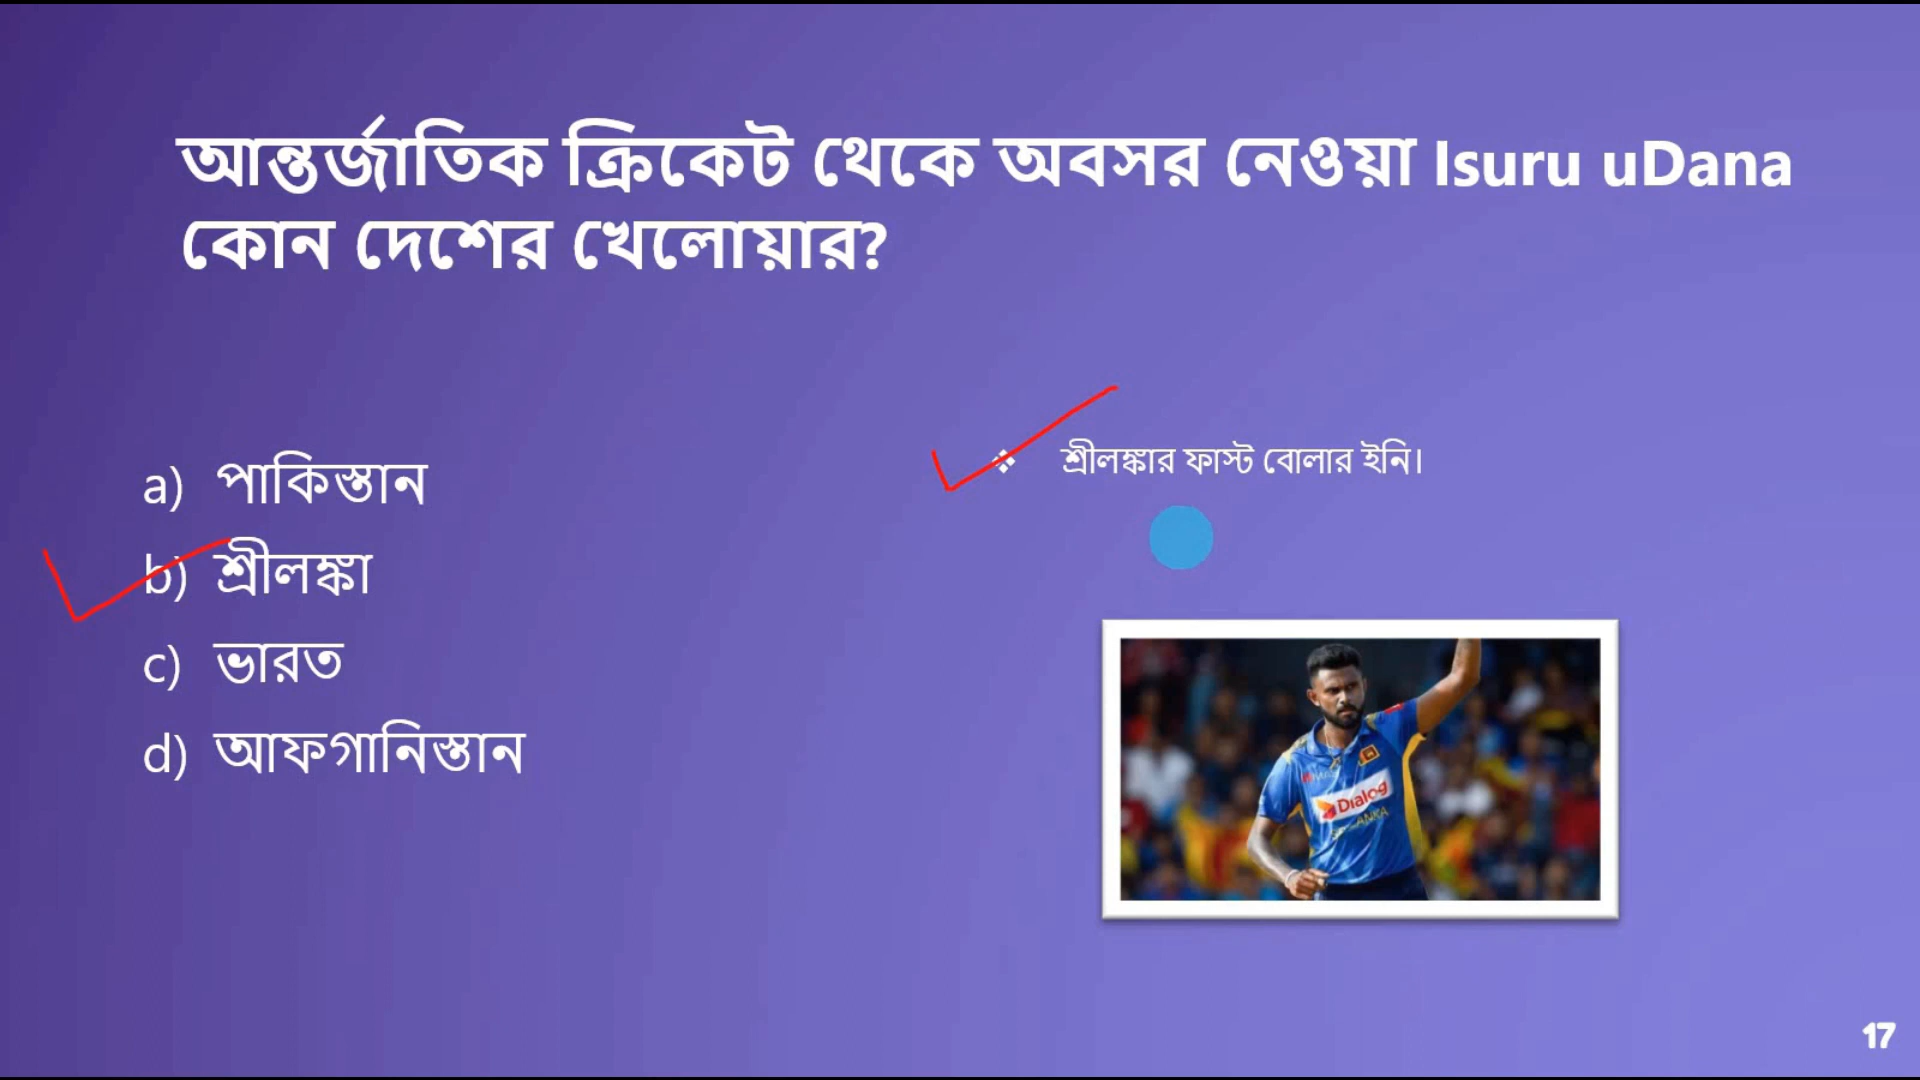 আন্তর্জাতিক ক্রিকেট থেকে অবসর নেওয়া Isuru uDana
কোন দেশের খেলোয়ার?
a) পাকিস্তান
b) শ্রীলঙ্কা
c) ভারত
d) আফগানিস্তান
❖ শ্রীলঙ্কার ফাস্ট বোলার ইনি।
Dialog
17